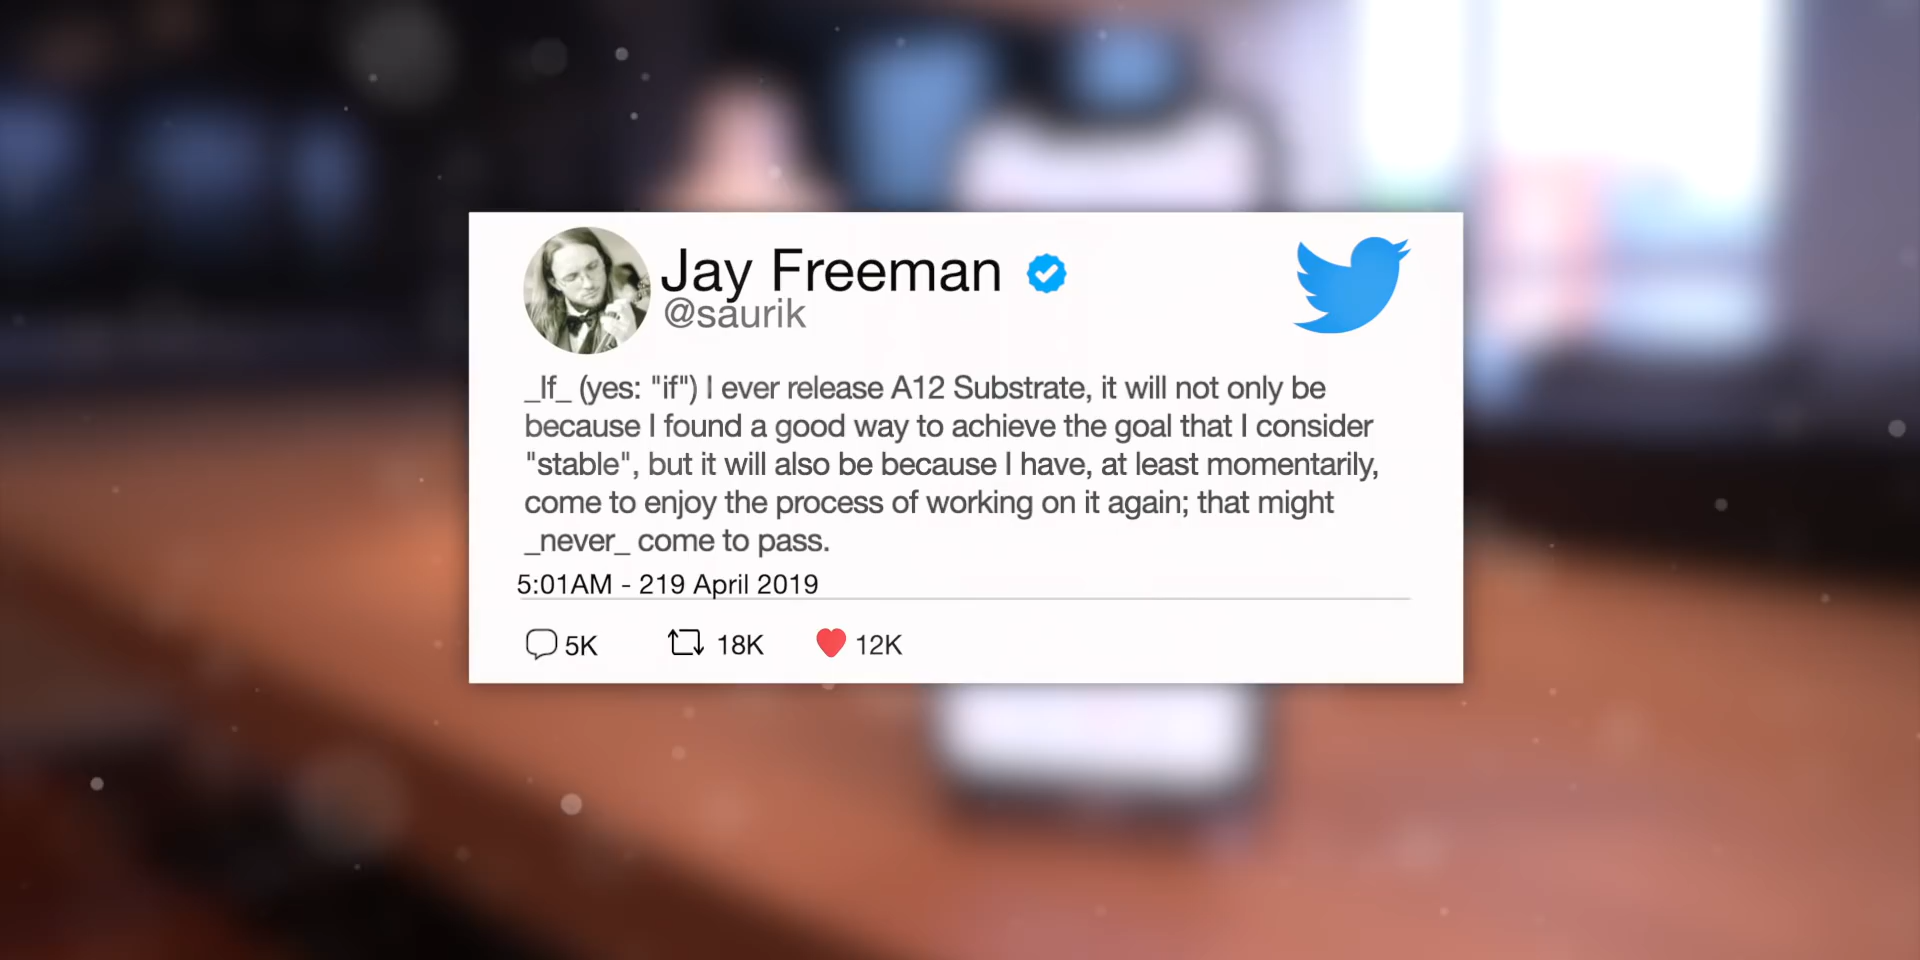 Jay Freeman
@saurik
_If_ (yes: "if") I ever release A12 Substrate, it will not only be
because I found a good way to achieve the goal that I consider
"stable", but it will also be because I have, at least momentarily,
come to enjoy the process of working on it again; that might
_never_ come to pass.
5:01AM - 219 April 2019
5K 18K 12K